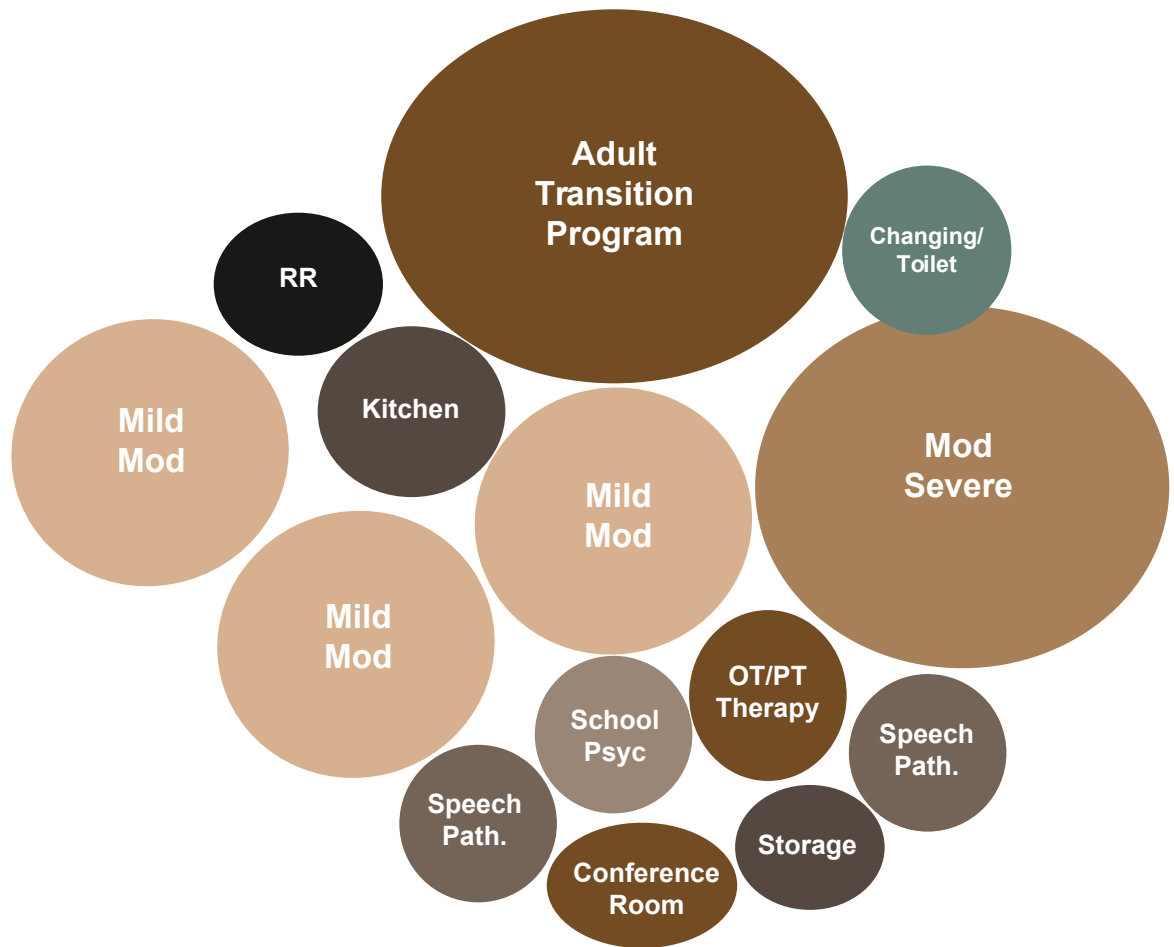 Adult
Transition
Program
Changing/
Toilet
RR
Kitchen
Mild
Mod
Mild
Mod
Mod
Severe
Mild
Mod
OT/PT
Therapy
School
Psyc
Speech
Path.
Speech
Path.
Storage
Conference
Room